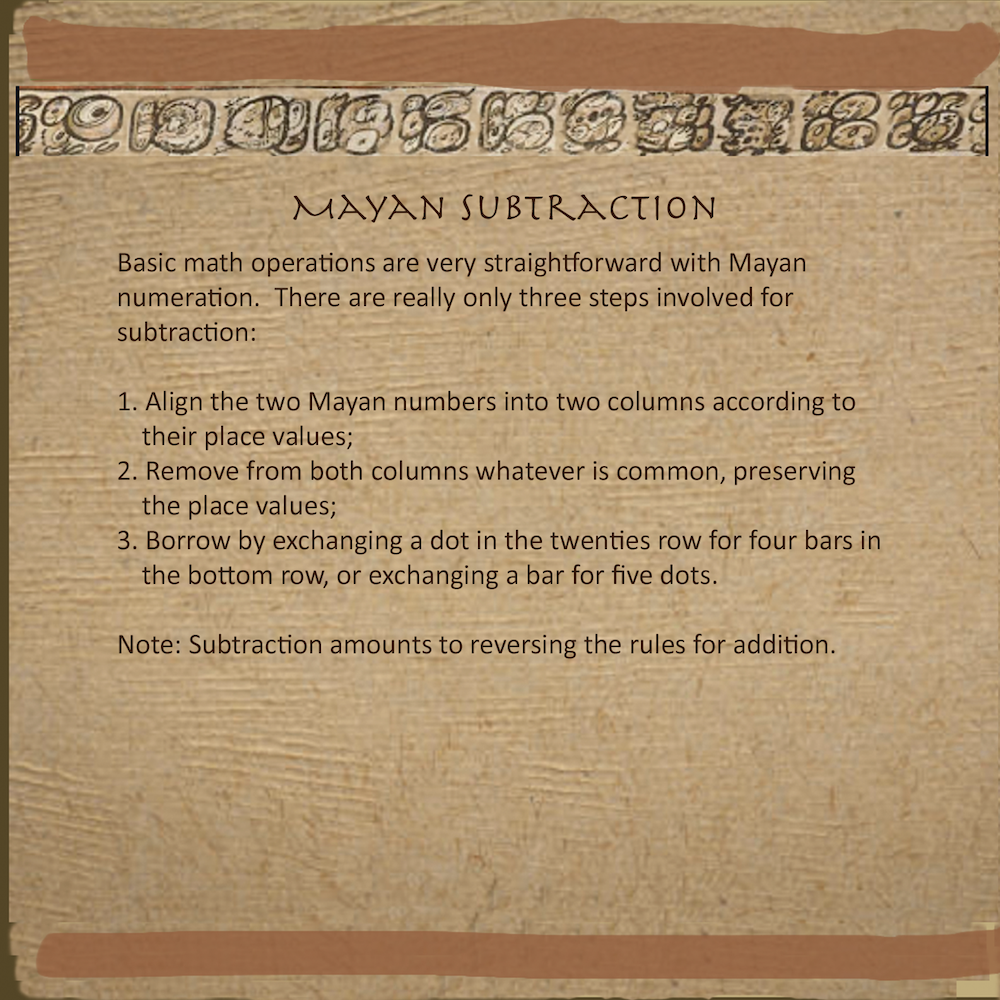 Mayan Subtraction
Basic math operations are very straightforward with Mayan
numeration.  There are really only three steps involved for
subtraction:
1. Align the two Mayan numbers into two columns according to
their place values;
2. Remove from both columns whatever is common, preserving
the place values;
3. Borrow by exchanging a dot in the twenties row for four bars in
the bottom row, or exchanging a bar for five dots.
Note: Subtraction amounts to reversing the rules for addition.